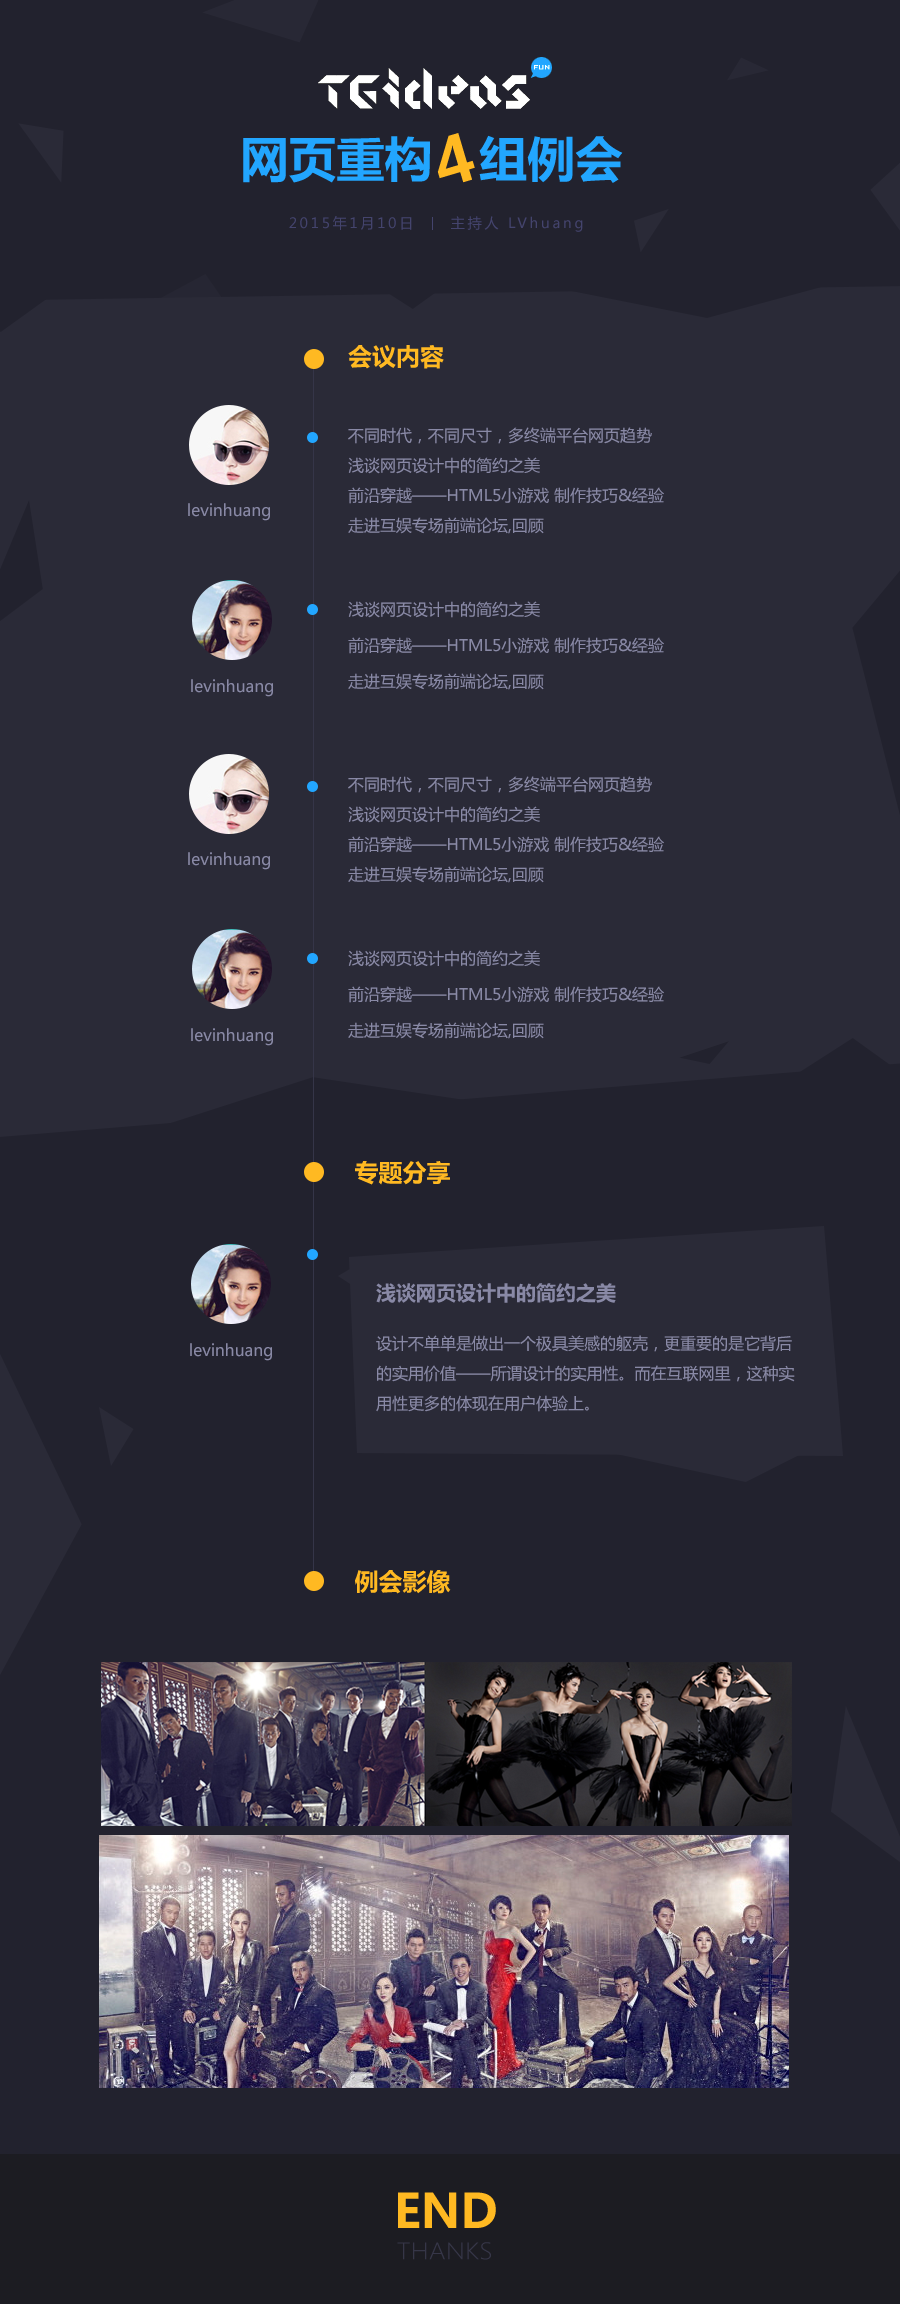 TGideas
FUN
网页重构4组例会
2015年1月10日 | 主持人 LVhuang
会议内容
levinhuang
不同时代，不同尺寸，多终端平台网页趋势
浅谈网页设计中的简约之美
前沿穿越——HTML5小游戏 制作技巧&经验
走进互娱专场前端论坛,回顾
levinhuang
浅谈网页设计中的简约之美
前沿穿越——HTML5小游戏 制作技巧&经验
走进互娱专场前端论坛,回顾
levinhuang
不同时代，不同尺寸，多终端平台网页趋势
浅谈网页设计中的简约之美
前沿穿越——HTML5小游戏 制作技巧&经验
走进互娱专场前端论坛,回顾
levinhuang
浅谈网页设计中的简约之美
前沿穿越——HTML5小游戏 制作技巧&经验
走进互娱专场前端论坛,回顾
专题分享
levinhuang
浅谈网页设计中的简约之美
设计不单单是做出一个极具美感的躯壳，更重要的是它背后
的实用价值——所谓设计的实用性。而在互联网里，这种实
用性更多的体现在用户体验上。
例会影像
END
THANKS